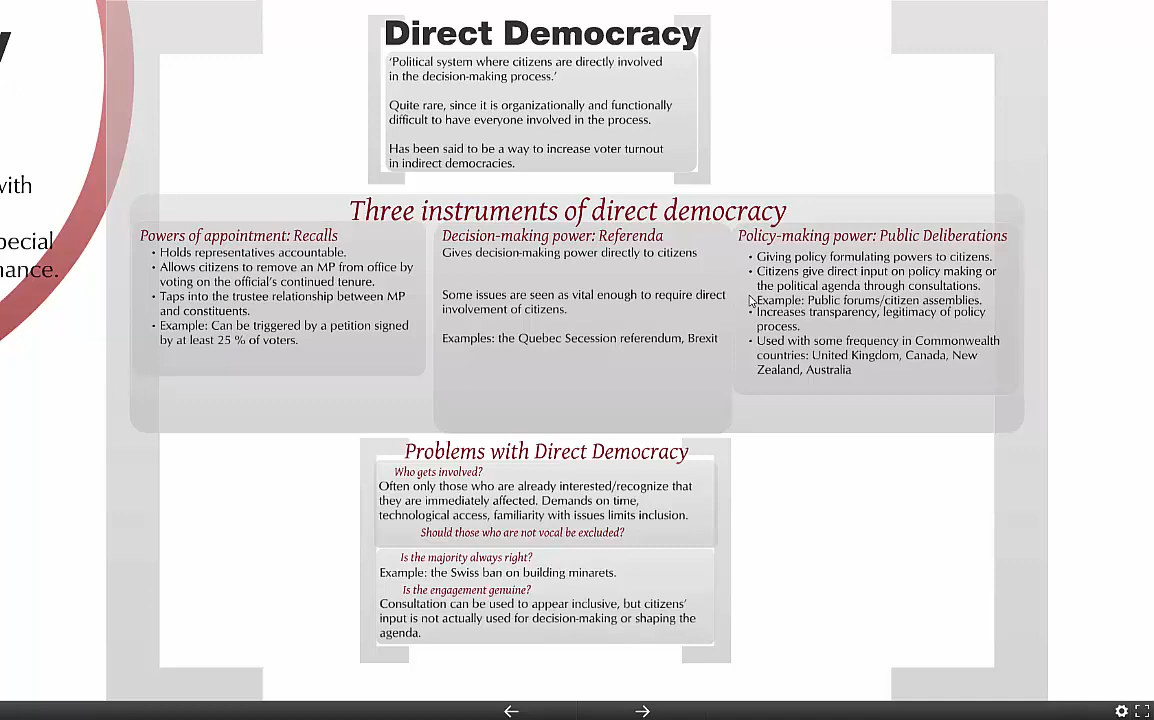 y
with
pecial
nance.
Direct Democracy
‘Political system where citizens are directly involved
in the decision-making process.’
Quite rare, since it is organizationally and functionally
difficult to have everyone involved in the process.
Has been said to be a way to increase voter turnout
in indirect democracies.
Three instruments of direct democracy
Powers of appointment: Recalls
• Holds representatives accountable.
• Allows citizens to remove an MP from office by
voting on the official’s continued tenure.
• Taps into the trustee relationship between MP
and constituents.
• Example: Can be triggered by a petition signed
by at least 25 % of voters.
Decision-making power: Referenda
Gives decision-making power directly to citizens
Some issues are seen as vital enough to require direct
involvement of citizens.
Examples: the Quebec Secession referendum, Brexit
Policy-making power: Public Deliberations
• Giving policy formulating powers to citizens.
• Citizens give direct input on policy making or
the political agenda through consultations.
Example: Public forums/citizen assemblies.
• Increases transparency, legitimacy of policy
process.
• Used with some frequency in Commonwealth
countries: United Kingdom, Canada, New
Zealand, Australia
Problems with Direct Democracy
Who gets involved?
Often only those who are already interested/recognize that
they are immediately affected. Demands on time,
technological access, familiarity with issues limits inclusion.
Should those who are not vocal be excluded?
Is the majority always right?
Example: the Swiss ban on building minarets.
Is the engagement genuine?
Consultation can be used to appear inclusive, but citizens’
input is not actually used for decision-making or shaping the
agenda.